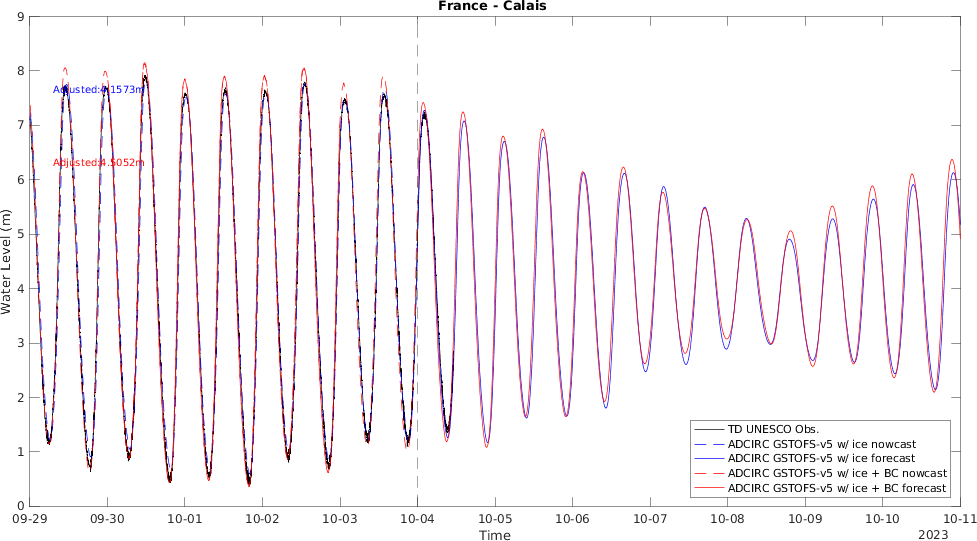 France - Calais
9
8
7
6
5
4
3
2
1
0
Water Level (m)
Adjusted:4.1573m
Adjusted:4.5052m
TD UNESCO Obs.
ADCIRC GSTOFS-v5 w/ ice nowcast
ADCIRC GSTOFS-v5 w/ ice forecast
ADCIRC GSTOFS-v5 w/ ice + BC nowcast
ADCIRC GSTOFS-v5 w/ ice + BC forecast
09-29 09-30 10-01 10-02 10-03 10-04 10-05 10-06 10-07 10-08 10-09 10-10 10-11
Time
2023